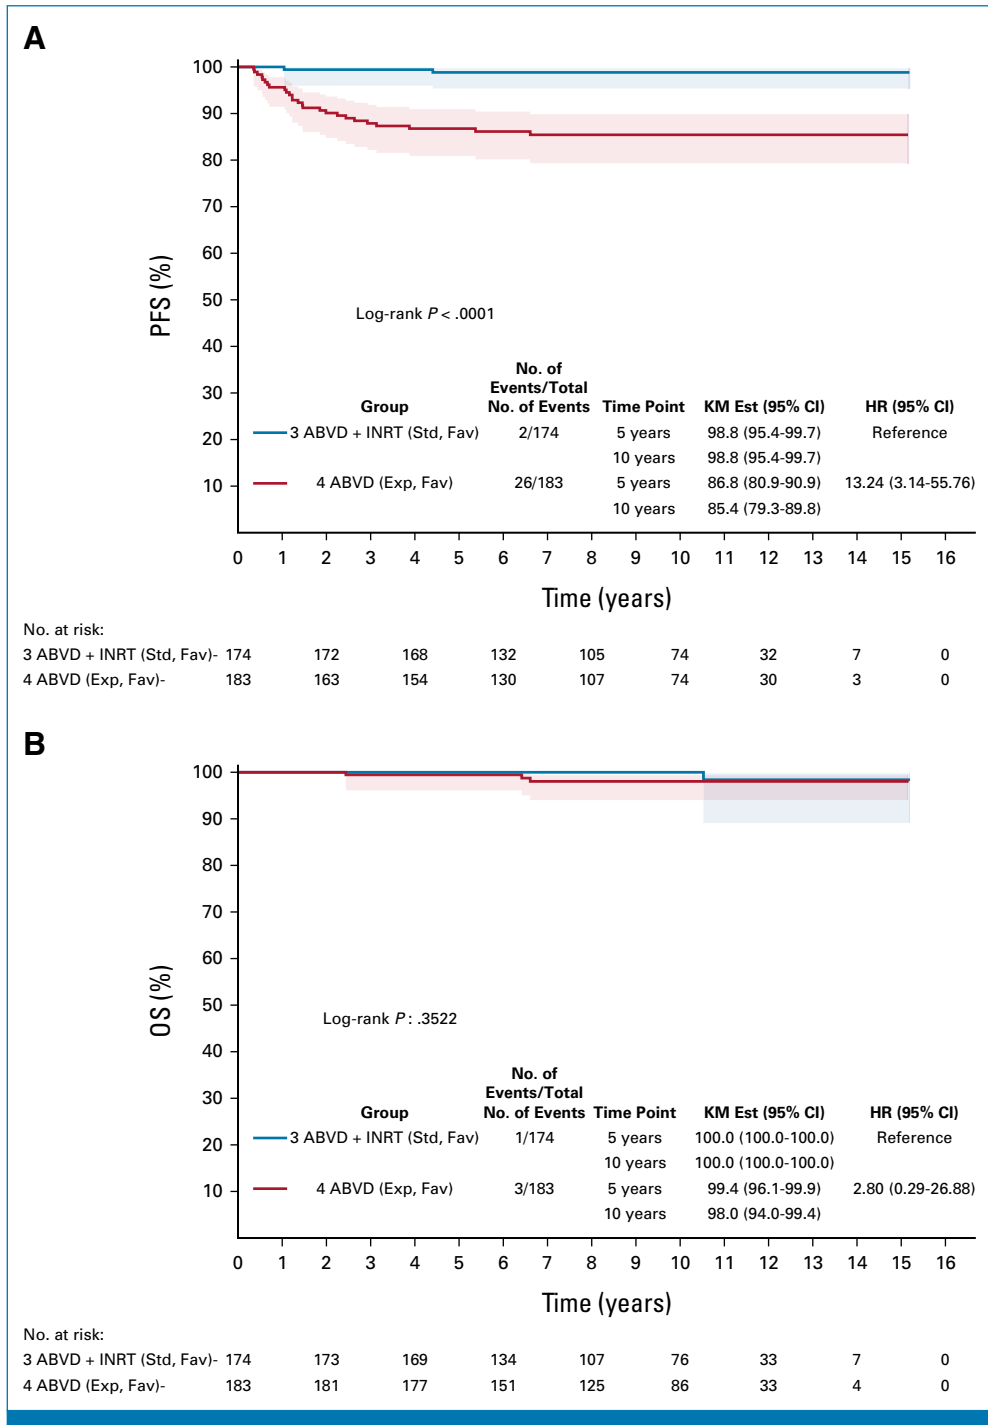 A
100
90
80
70
60
50
40
30
20
10
PFS (%)
Log-rank P < .0001
No. of
Events/Total
Group No. of Events Time Point KM Est (95% CI) HR (95% CI)
3 ABVD + INRT (Std, Fav) 2/174 5 years 98.8 (95.4-99.7) Reference
10 years 98.8 (95.4-99.7)
4 ABVD (Exp, Fav) 26/183 5 years 86.8 (80.9-90.9) 13.24 (3.14-55.76)
10 years 85.4 (79.3-89.8)
0 1 2 3 4 5 6 7 8 9 10 11 12 13 14 15 16
Time (years)
No. at risk:
3 ABVD + INRT (Std, Fav)- 174 172 168 132 105 74 32 7 0
4 ABVD (Exp, Fav)- 183 163 154 130 107 74 30 3 0
B
100
90
80
70
60
50
40
30
20
10
OS (%)
Log-rank P : .3522
No. of
Events/Total
Group No. of Events Time Point KM Est (95% CI) HR (95% CI)
3 ABVD + INRT (Std, Fav) 1/174 5 years 100.0 (100.0-100.0) Reference
10 years 100.0 (100.0-100.0)
4 ABVD (Exp, Fav) 3/183 5 years 99.4 (96.1-99.9) 2.80 (0.29-26.88)
10 years 98.0 (94.0-99.4)
0 1 2 3 4 5 6 7 8 9 10 11 12 13 14 15 16
Time (years)
No. at risk:
3 ABVD + INRT (Std, Fav)- 174 173 169 134 107 76 33 7 0
4 ABVD (Exp, Fav)- 183 181 177 151 125 86 33 4 0